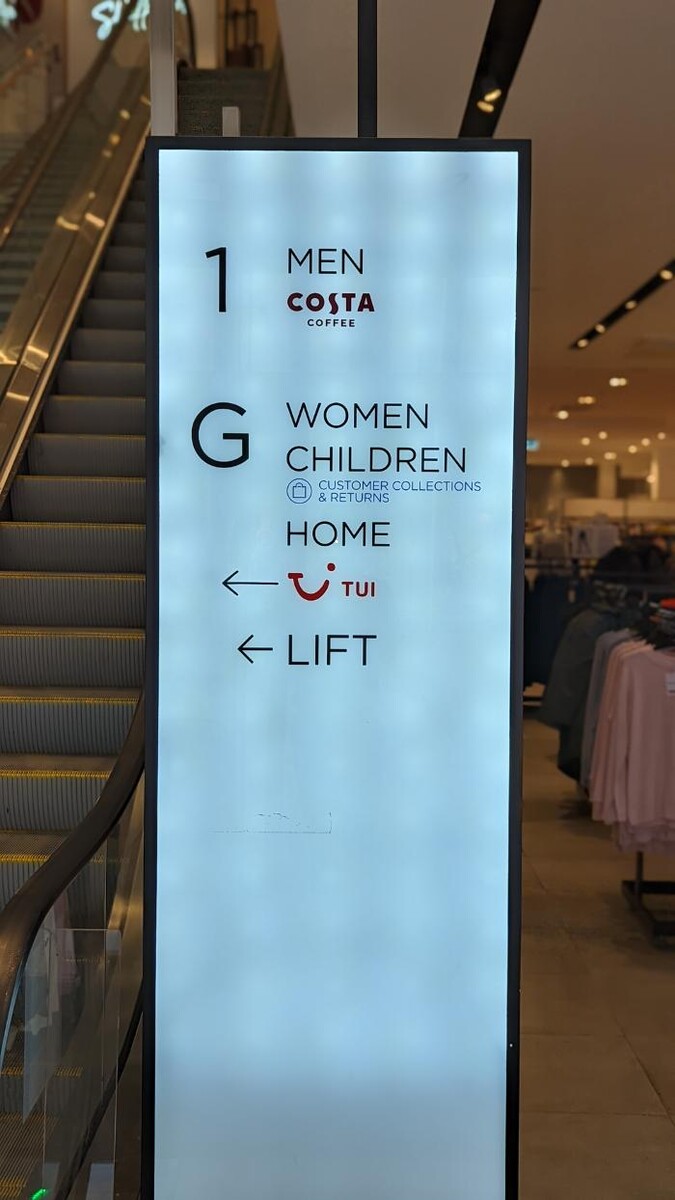 1 MEN
COSTA
COFFEE
G WOMEN
CHILDREN
CUSTOMER COLLECTIONS
& RETURNS
HOME
← TUI
← LIFT